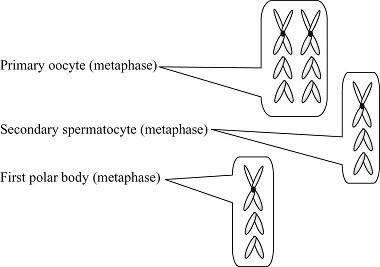 Primary oocyte (metaphase)
Secondary spermatocyte (metaphase)
First polar body (metaphase)